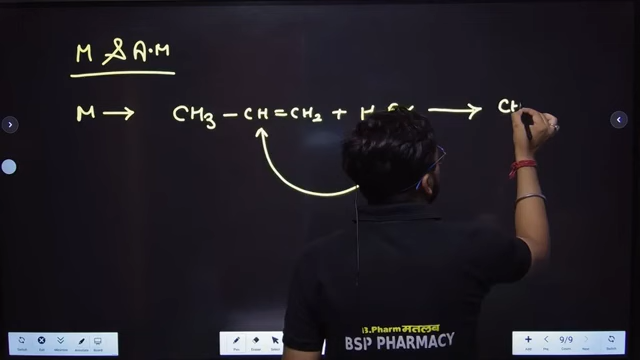 M & A.M
M → CH3 – CH = CH2 + H → CH
B.Pharm मतलब
BSP PHARMACY
9/9